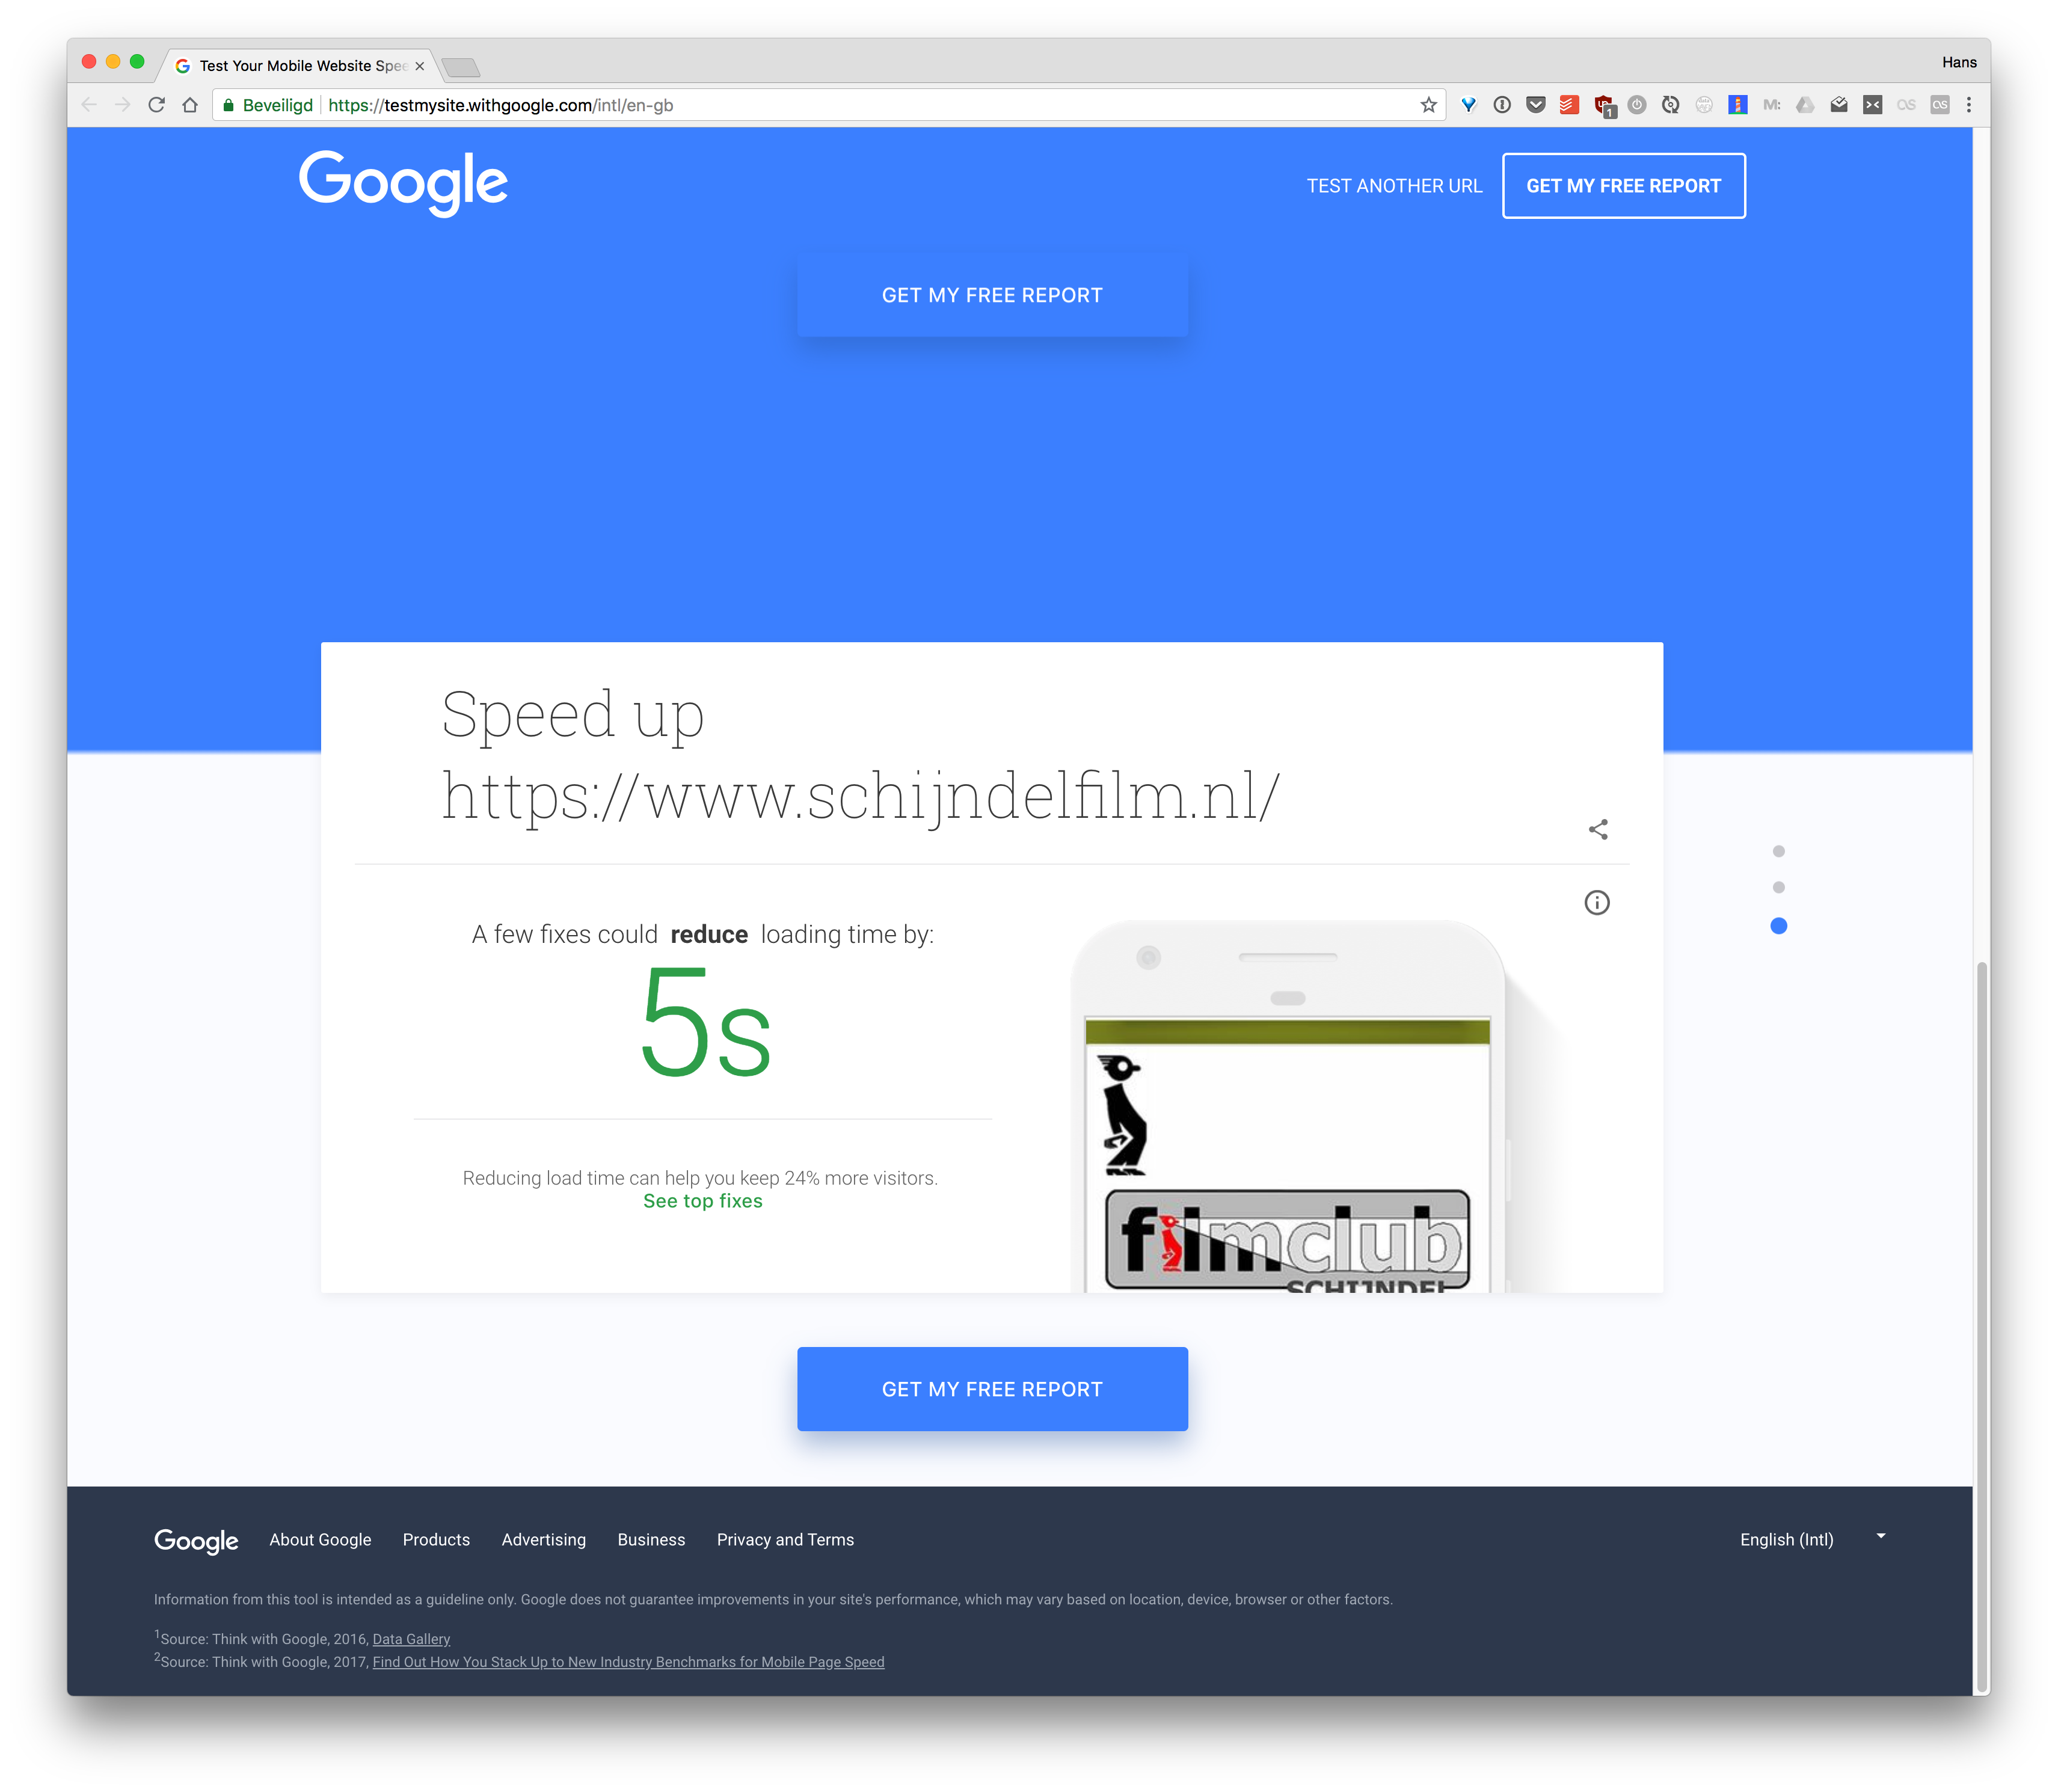 Test Your Mobile Website Spee
Hans
Beveiligd https://testmysite.withgoogle.com/intl/en-gb
1
M:
Google
TEST ANOTHER URL
GET MY FREE REPORT
GET MY FREE REPORT
Speed up
https://www.schijndelfilm.nl/
A few fixes could reduce loading time by:
5s
Reducing load time can help you keep 24% more visitors.
See top fixes
filmclub
SCHIJNDEL
GET MY FREE REPORT
Google About Google Products Advertising Business Privacy and Terms
English (Intl)
Information from this tool is intended as a guideline only. Google does not guarantee improvements in your site's performance, which may vary based on location, device, browser or other factors.
1Source: Think with Google, 2016, Data Gallery
2Source: Think with Google, 2017, Find Out How You Stack Up to New Industry Benchmarks for Mobile Page Speed